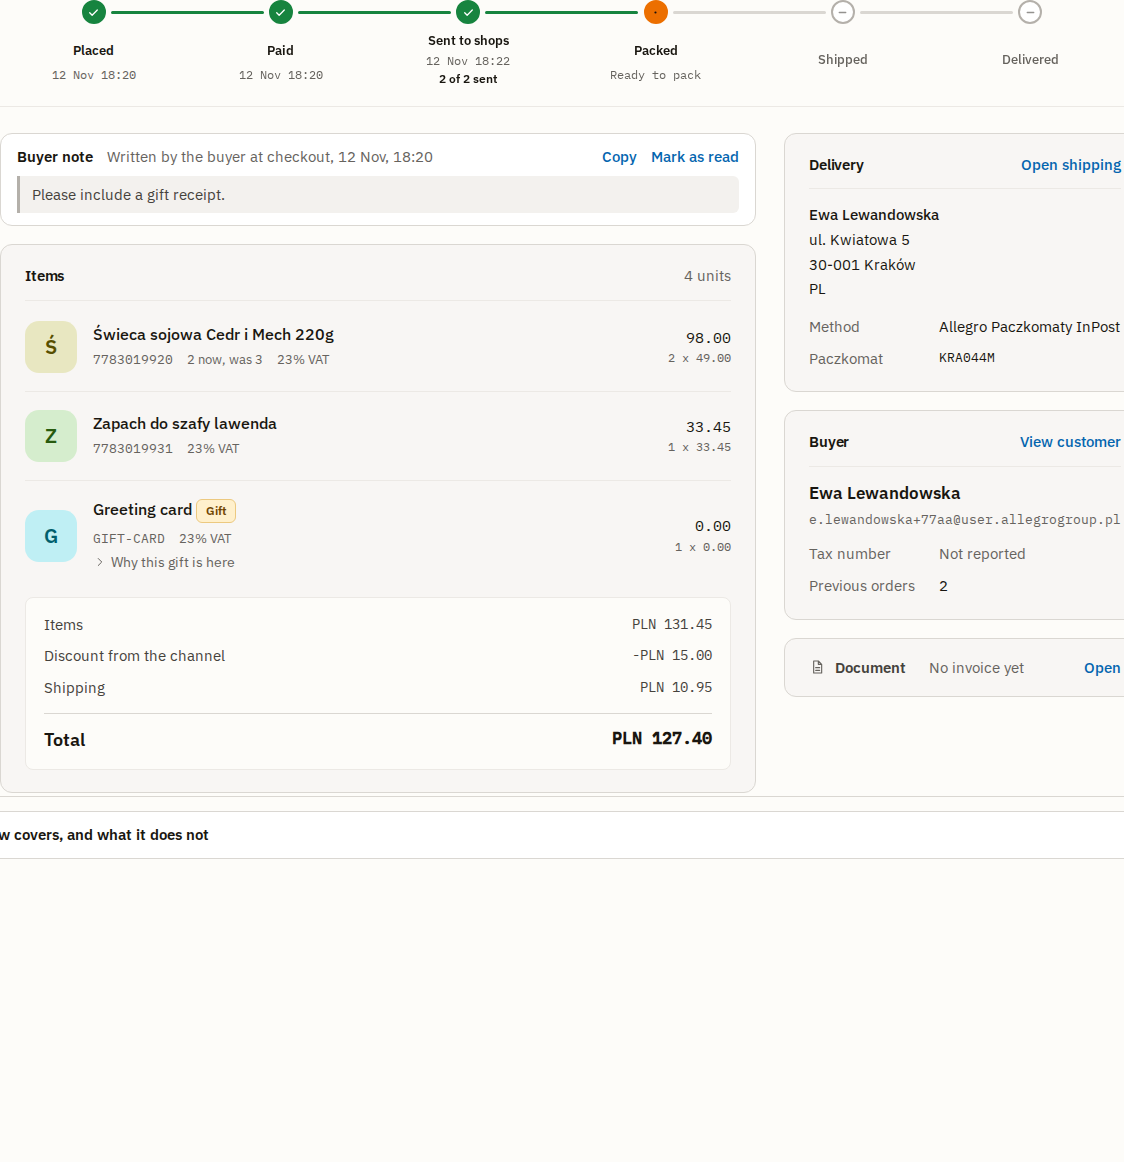 Placed
12 Nov 18:20
Paid
12 Nov 18:20
Sent to shops
12 Nov 18:22
2 of 2 sent
Packed
Ready to pack
Shipped
Delivered
Buyer note Written by the buyer at checkout, 12 Nov, 18:20 Copy Mark as read
Please include a gift receipt.
Items 4 units
Ś
Świeca sojowa Cedr i Mech 220g 98.00
7783019920 2 now, was 3 23% VAT 2 x 49.00
Z
Zapach do szafy lawenda 33.45
7783019931 23% VAT 1 x 33.45
G
Greeting card Gift 0.00
GIFT-CARD 23% VAT 1 x 0.00
Why this gift is here
Items PLN 131.45
Discount from the channel -PLN 15.00
Shipping PLN 10.95
Total PLN 127.40
Delivery Open shipping
Ewa Lewandowska
ul. Kwiatowa 5
30-001 Kraków
PL
Method Allegro Paczkomaty InPost
Paczkomat KRA044M
Buyer View customer
Ewa Lewandowska
e.lewandowska+77aa@user.allegrogroup.pl
Tax number Not reported
Previous orders 2
Document No invoice yet Open
w covers, and what it does not